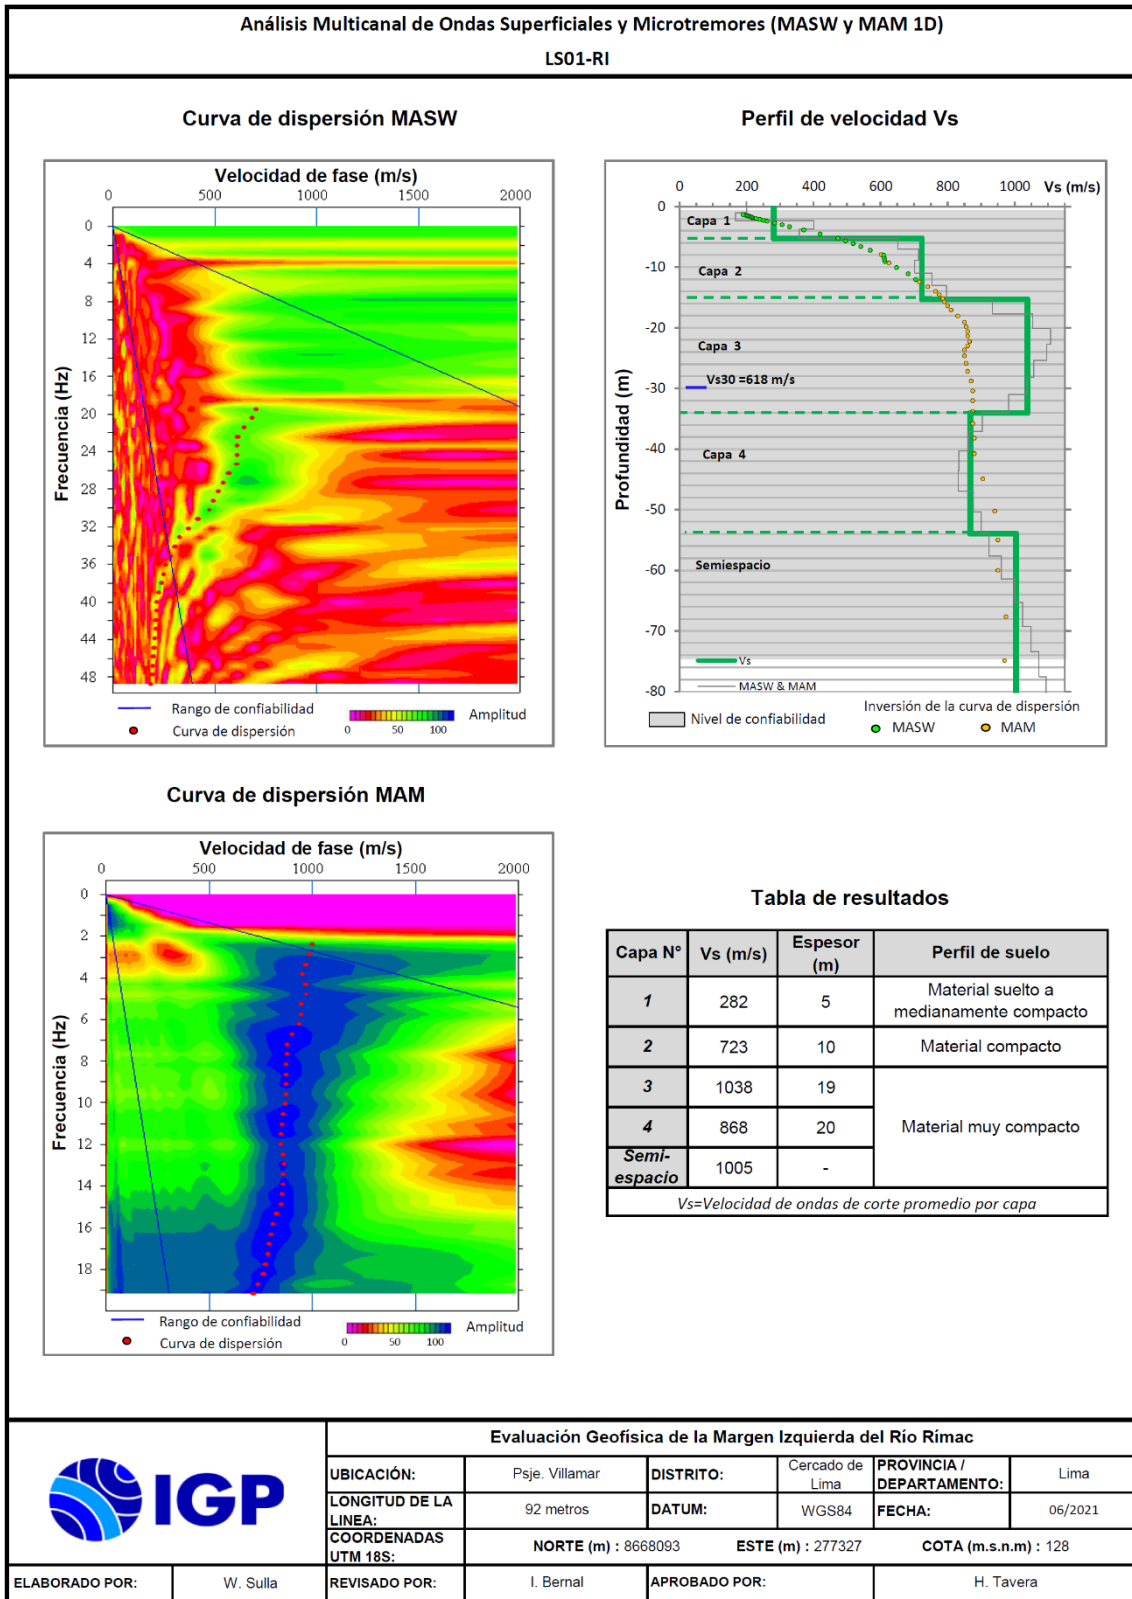 Análisis Multicanal de Ondas Superficiales y Microtremores (MASW y MAM 1D)
LS01-RI
Curva de dispersión MASW
Velocidad de fase (m/s)
0 500 1000 1500 2000
Frecuencia (Hz)
0
4
8
12
16
20
24
28
32
36
40
44
48
Rango de confiabilidad
Curva de dispersión
0 50 100
Amplitud
Perfil de velocidad Vs
0 200 400 600 800 1000 Vs (m/s)
Profundidad (m)
0
-10
-20
-30
-40
-50
-60
-70
-80
Capa 1
Capa 2
Capa 3
Vs30 =618 m/s
Capa 4
Semiespacio
Vs
MASW & MAM
Nivel de confiabilidad
Inversión de la curva de dispersión
MASW MAM
Curva de dispersión MAM
Velocidad de fase (m/s)
0 500 1000 1500 2000
Frecuencia (Hz)
0
2
4
6
8
10
12
14
16
18
Rango de confiabilidad
Curva de dispersión
0 50 100
Amplitud
Tabla de resultados
Capa N° Vs (m/s) Espesor (m) Perfil de suelo
1 282 5 Material suelto a medianamente compacto
2 723 10 Material compacto
3 1038 19
4 868 20 Material muy compacto
Semi-espacio 1005 -
Vs=Velocidad de ondas de corte promedio por capa
IGP
Evaluación Geofísica de la Margen Izquierda del Río Rímac
UBICACIÓN: Psje. Villamar DISTRITO: Cercado de Lima PROVINCIA / DEPARTAMENTO: Lima
LONGITUD DE LA LINEA: 92 metros DATUM: WGS84 FECHA: 06/2021
COORDENADAS UTM 18S: NORTE (m) : 8668093 ESTE (m) : 277327 COTA (m.s.n.m) : 128
ELABORADO POR: W. Sulla REVISADO POR: I. Bernal APROBADO POR: H. Tavera